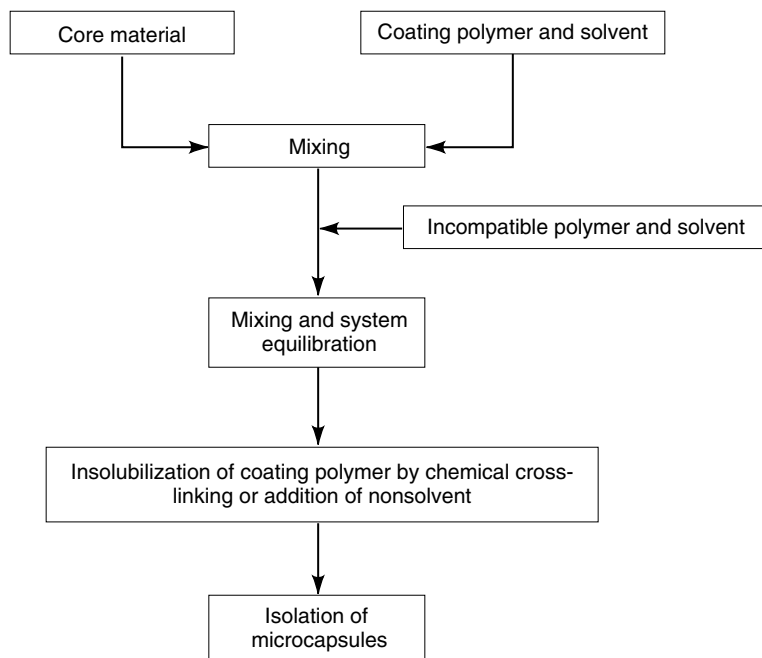 Core material
Coating polymer and solvent
Mixing
Incompatible polymer and solvent
Mixing and system
equilibration
Insolubilization of coating polymer by chemical cross-
linking or addition of nonsolvent
Isolation of
microcapsules